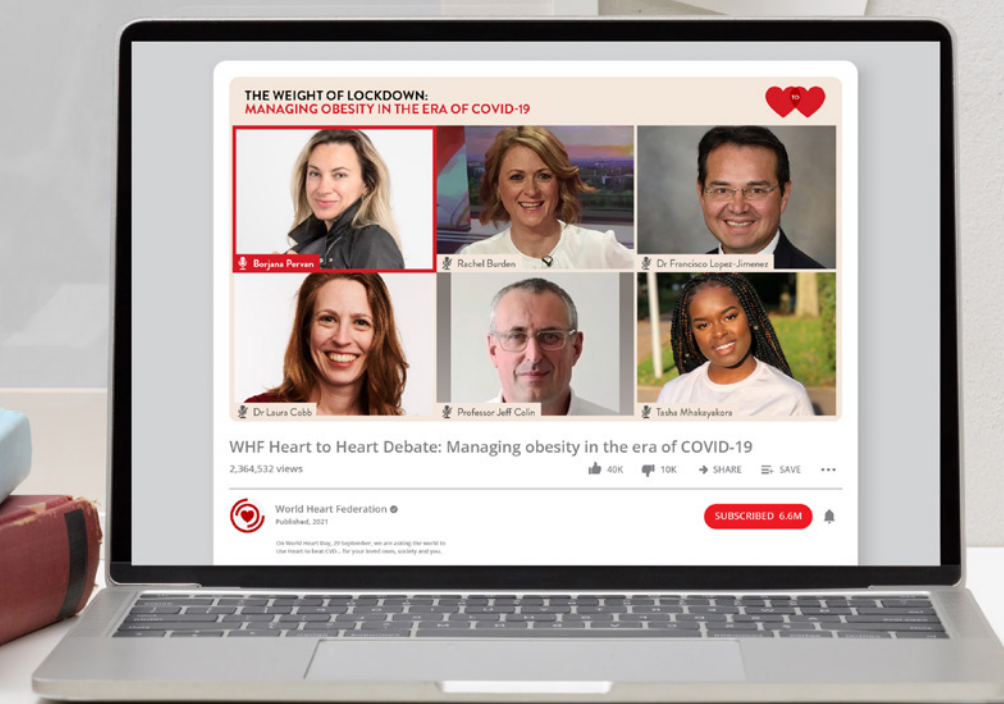 THE WEIGHT OF LOCKDOWN:
MANAGING OBESITY IN THE ERA OF COVID-19
TO
Borjana Pervan
Rachel Burden
Dr Francisco Lopez-Jimenez
Dr Laura Cobb
Professor Jeff Colin
Tasha Mhakayakora
WHF Heart to Heart Debate: Managing obesity in the era of COVID-19
2,364,532 views
40K
10K
SHARE
SAVE
World Heart Federation
Published, 2021
SUBSCRIBED 6.6M
On World Heart Day, 29 September, we are asking the world to
Use Heart to beat CVD... for your loved ones, society and you.